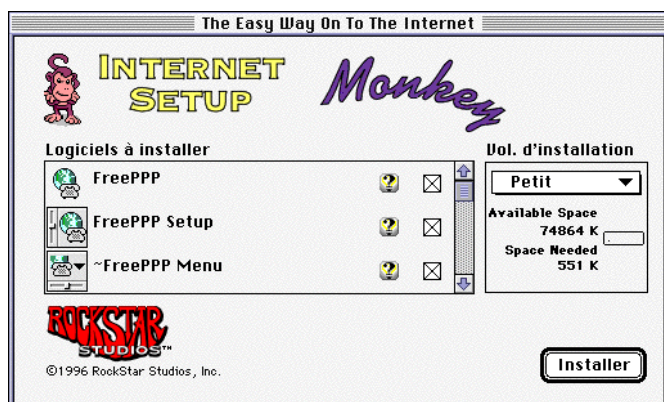 The Easy Way On To The Internet
INTERNET
SETUP
Monkey
Logiciels à installer
FreePPP
FreePPP Setup
~FreePPP Menu
Vol. d'installation
Petit
Available Space
74864 K
Space Needed
551 K
ROCKSTAR
STUDIOS™
©1996 RockStar Studios, Inc.
Installer